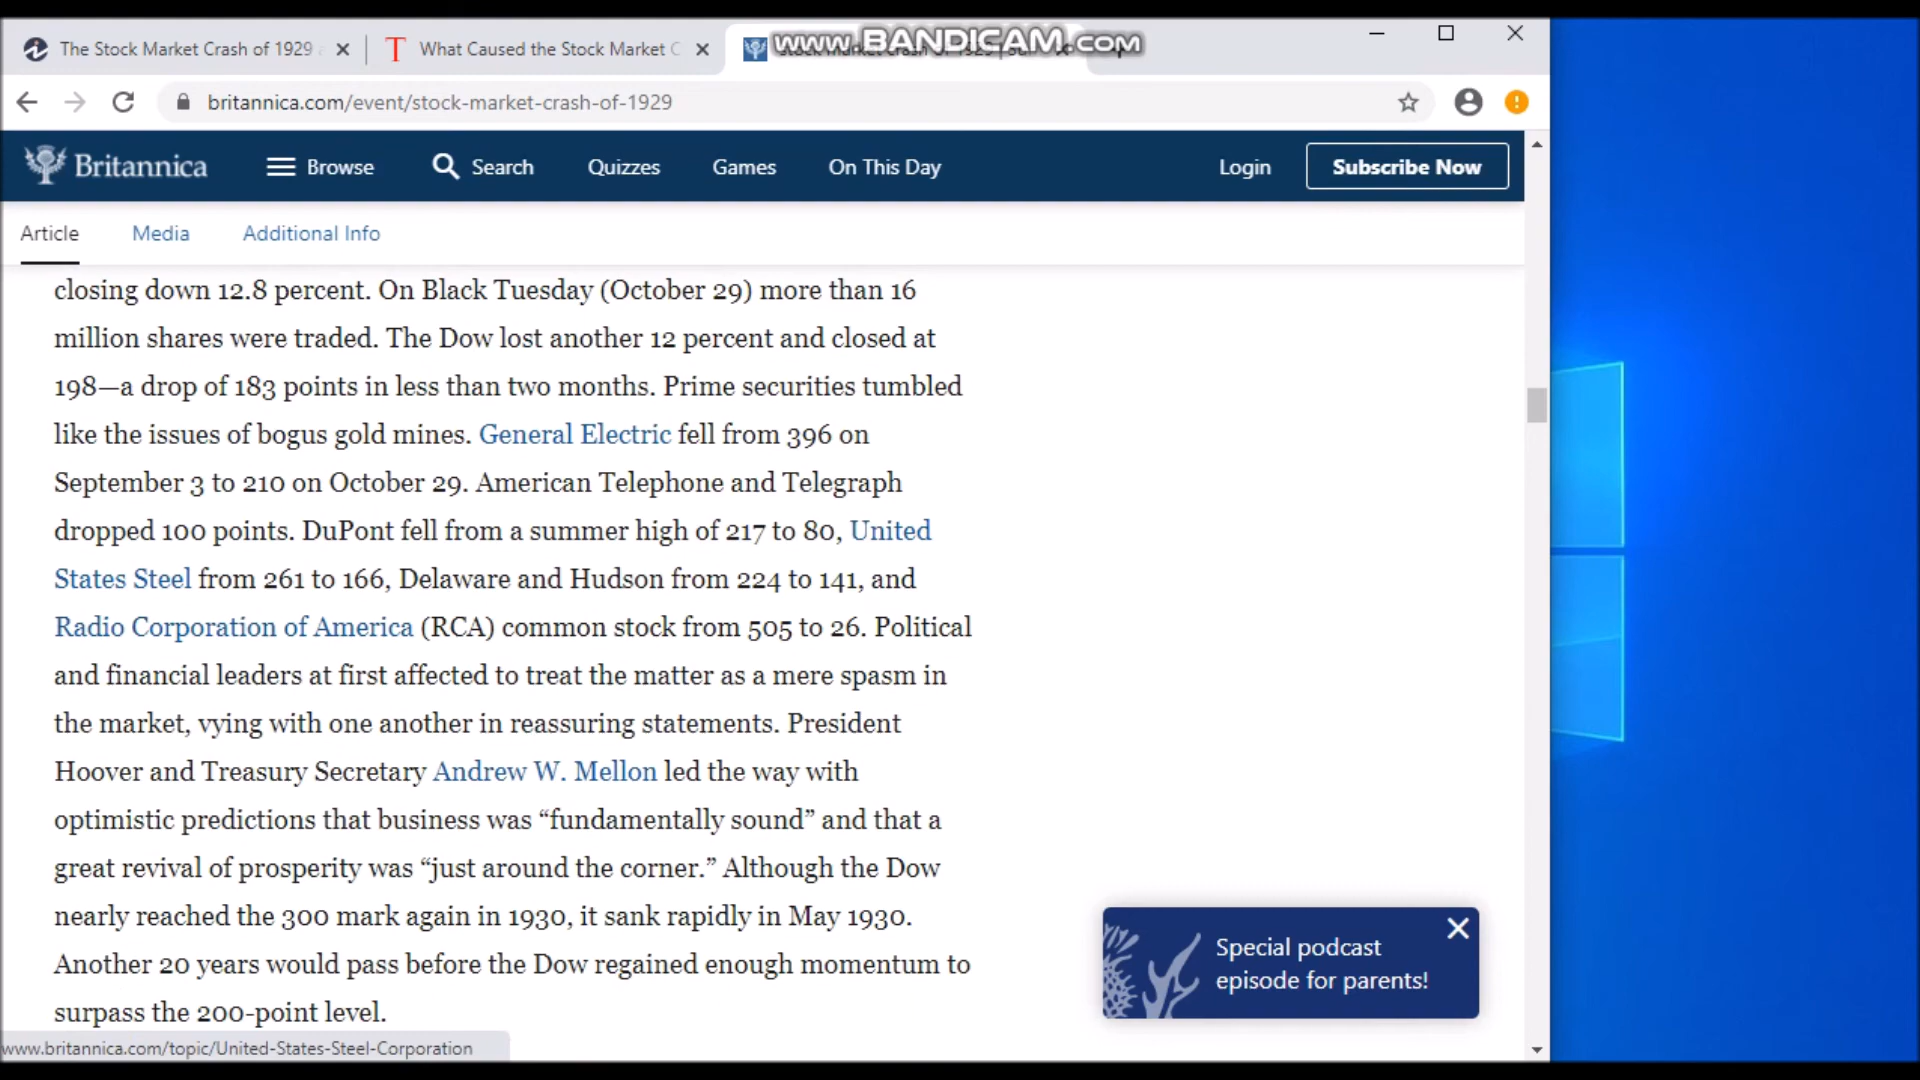 www.BANDICAM.com
The Stock Market Crash of 1929
What Caused the Stock Market C
britannica.com/event/stock-market-crash-of-1929
Britannica Browse Search Quizzes Games On This Day Login Subscribe Now
Article Media Additional Info
closing down 12.8 percent. On Black Tuesday (October 29) more than 16
million shares were traded. The Dow lost another 12 percent and closed at
198—a drop of 183 points in less than two months. Prime securities tumbled
like the issues of bogus gold mines. General Electric fell from 396 on
September 3 to 210 on October 29. American Telephone and Telegraph
dropped 100 points. DuPont fell from a summer high of 217 to 80, United
States Steel from 261 to 166, Delaware and Hudson from 224 to 141, and
Radio Corporation of America (RCA) common stock from 505 to 26. Political
and financial leaders at first affected to treat the matter as a mere spasm in
the market, vying with one another in reassuring statements. President
Hoover and Treasury Secretary Andrew W. Mellon led the way with
optimistic predictions that business was “fundamentally sound” and that a
great revival of prosperity was “just around the corner.” Although the Dow
nearly reached the 300 mark again in 1930, it sank rapidly in May 1930.
Another 20 years would pass before the Dow regained enough momentum to
surpass the 200-point level.
Special podcast
episode for parents!
www.britannica.com/topic/United-States-Steel-Corporation